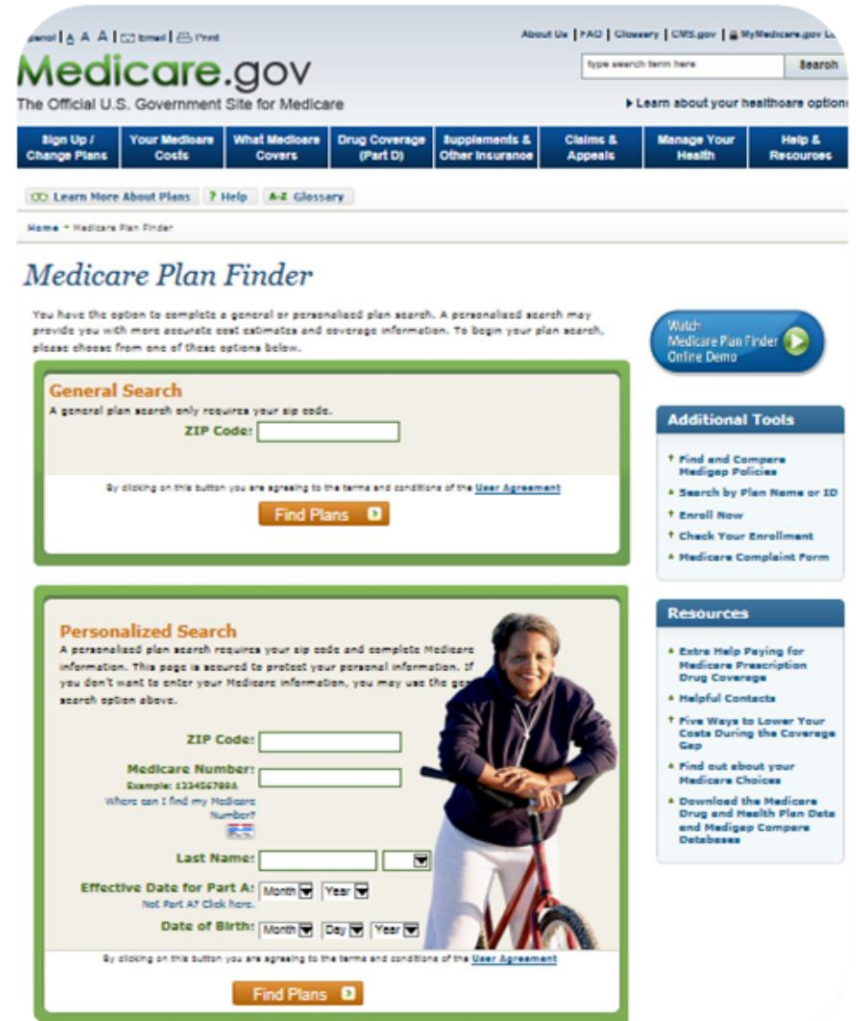 A A A | Email | Print
About Us | FAQ | Glossary | CMS.gov | MyMedicare.gov
Medicare.gov
type search term here
Search
The Official U.S. Government Site for Medicare
Learn about your healthcare option
Sign Up / Change Plans
Your Medicare Costs
What Medicare Covers
Drug Coverage (Part D)
Supplements & Other Insurance
Claims & Appeals
Manage Your Health
Help & Resources
Learn More About Plans ? Help A-Z Glossary
Home Medicare Plan Finder
Medicare Plan Finder
You have the option to complete a general or personalized plan search. A personalized search may
provide you with more accurate cost estimates and coverage information. To begin your plan search,
please choose from one of these options below.
General Search
A general plan search only requires your zip code.
ZIP Code:
By clicking on this button you are agreeing to the terms and conditions of the User Agreement
Find Plans
Personalized Search
A personalized plan search requires your zip code and complete Medicare
information. This page is secured to protect your personal information. If
you don't want to enter your Medicare information, you may use the
search option above.
ZIP Code:
Medicare Number:
Example: 123456789A
Where can I find my Medicare
Number?
Last Name:
Effective Date for Part A: Month Year
Not Part A? Click here.
Date of Birth: Month Day Year
By clicking on this button you are agreeing to the terms and conditions of the User Agreement
Find Plans
Watch
Medicare Plan Finder
Online Demo
Additional Tools
Find and Compare
Medigap Policies
Search by Plan Name or ID
Enroll Now
Check Your Enrollment
Medicare Complaint Form
Resources
Extra Help Paying for
Medicare Prescription
Drug Coverage
Helpful Contacts
Five Ways to Lower Your
Costs During the Coverage
Gap
Find out about your
Medicare Choices
Download the Medicare
Drug and Health Plan Data
and Medigap Compare
Databases